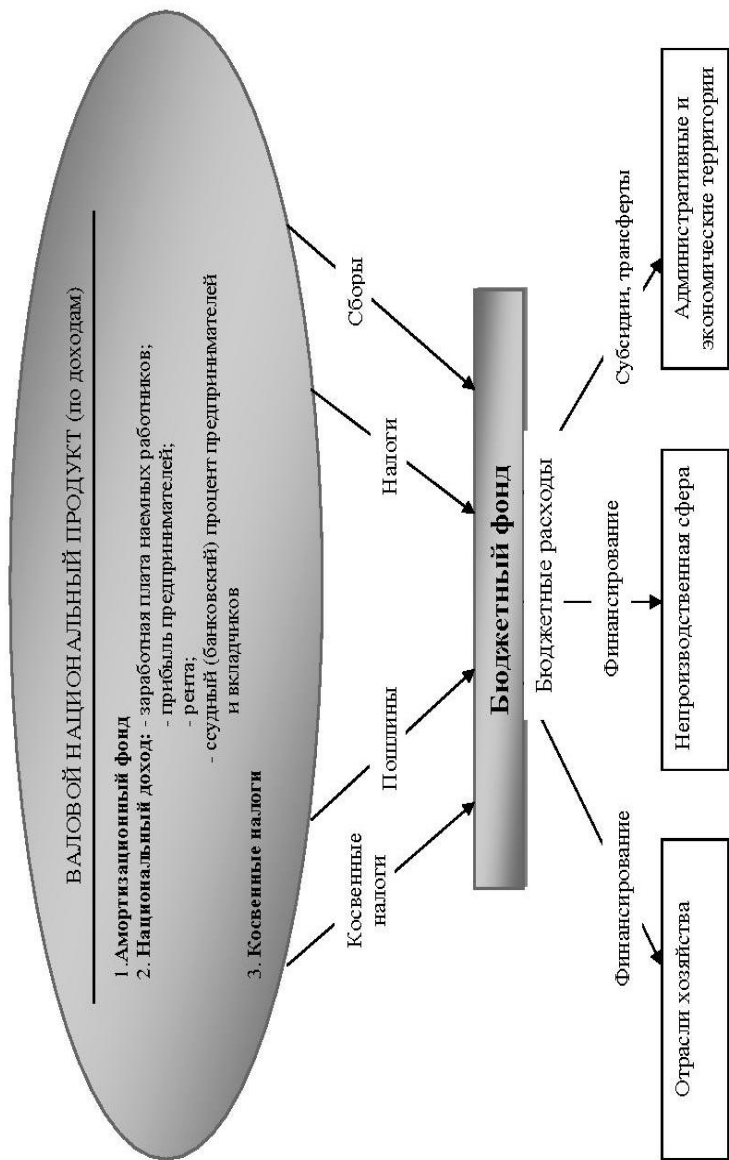 ВАЛОВОЙ НАЦИОНАЛЬНЫЙ ПРОДУКТ (по доходам)
1.Амортизационный фонд
2. Национальный доход: - заработная плата наемных работников;
- прибыль предпринимателей;
- рента;
- ссудный (банковский) процент предпринимателей
и вкладчиков
3. Косвенные налоги
Косвенные
налоги
Пошлины
Налоги
Сборы
Бюджетный фонд
Бюджетные расходы
Финансирование
Финансирование
Субсидии, трансферты
Отрасли хозяйства
Непроизводственная сфера
Административные и
экономические территории